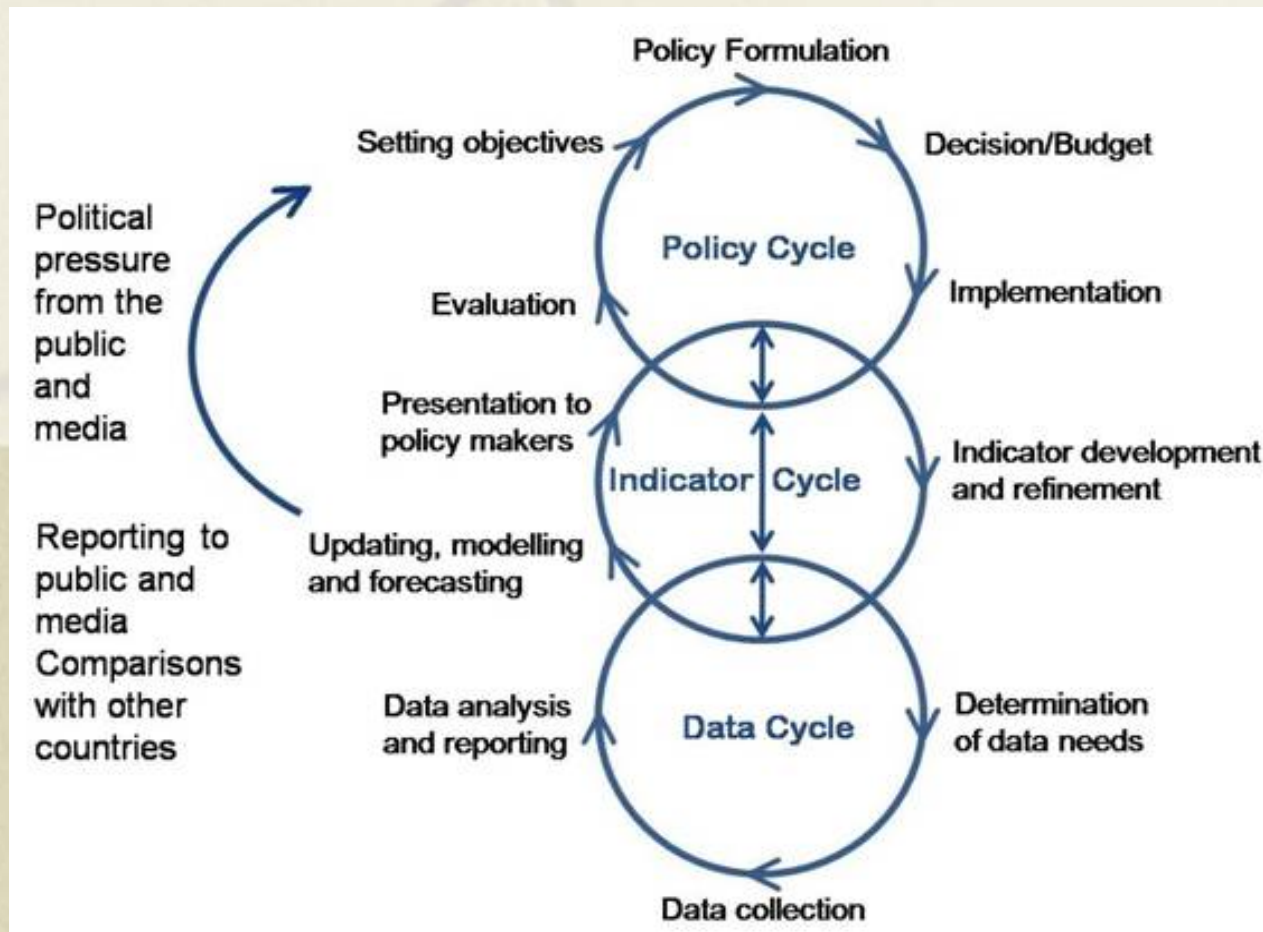 Policy Formulation
Setting objectives
Decision/Budget
Political
pressure
from the
public
and
media
Policy Cycle
Evaluation
Implementation
Presentation to
policy makers
Indicator Cycle
Indicator development
and refinement
Reporting to
public and
media
Comparisons
with other
countries
Updating, modelling
and forecasting
Data analysis
and reporting
Data Cycle
Determination
of data needs
Data collection